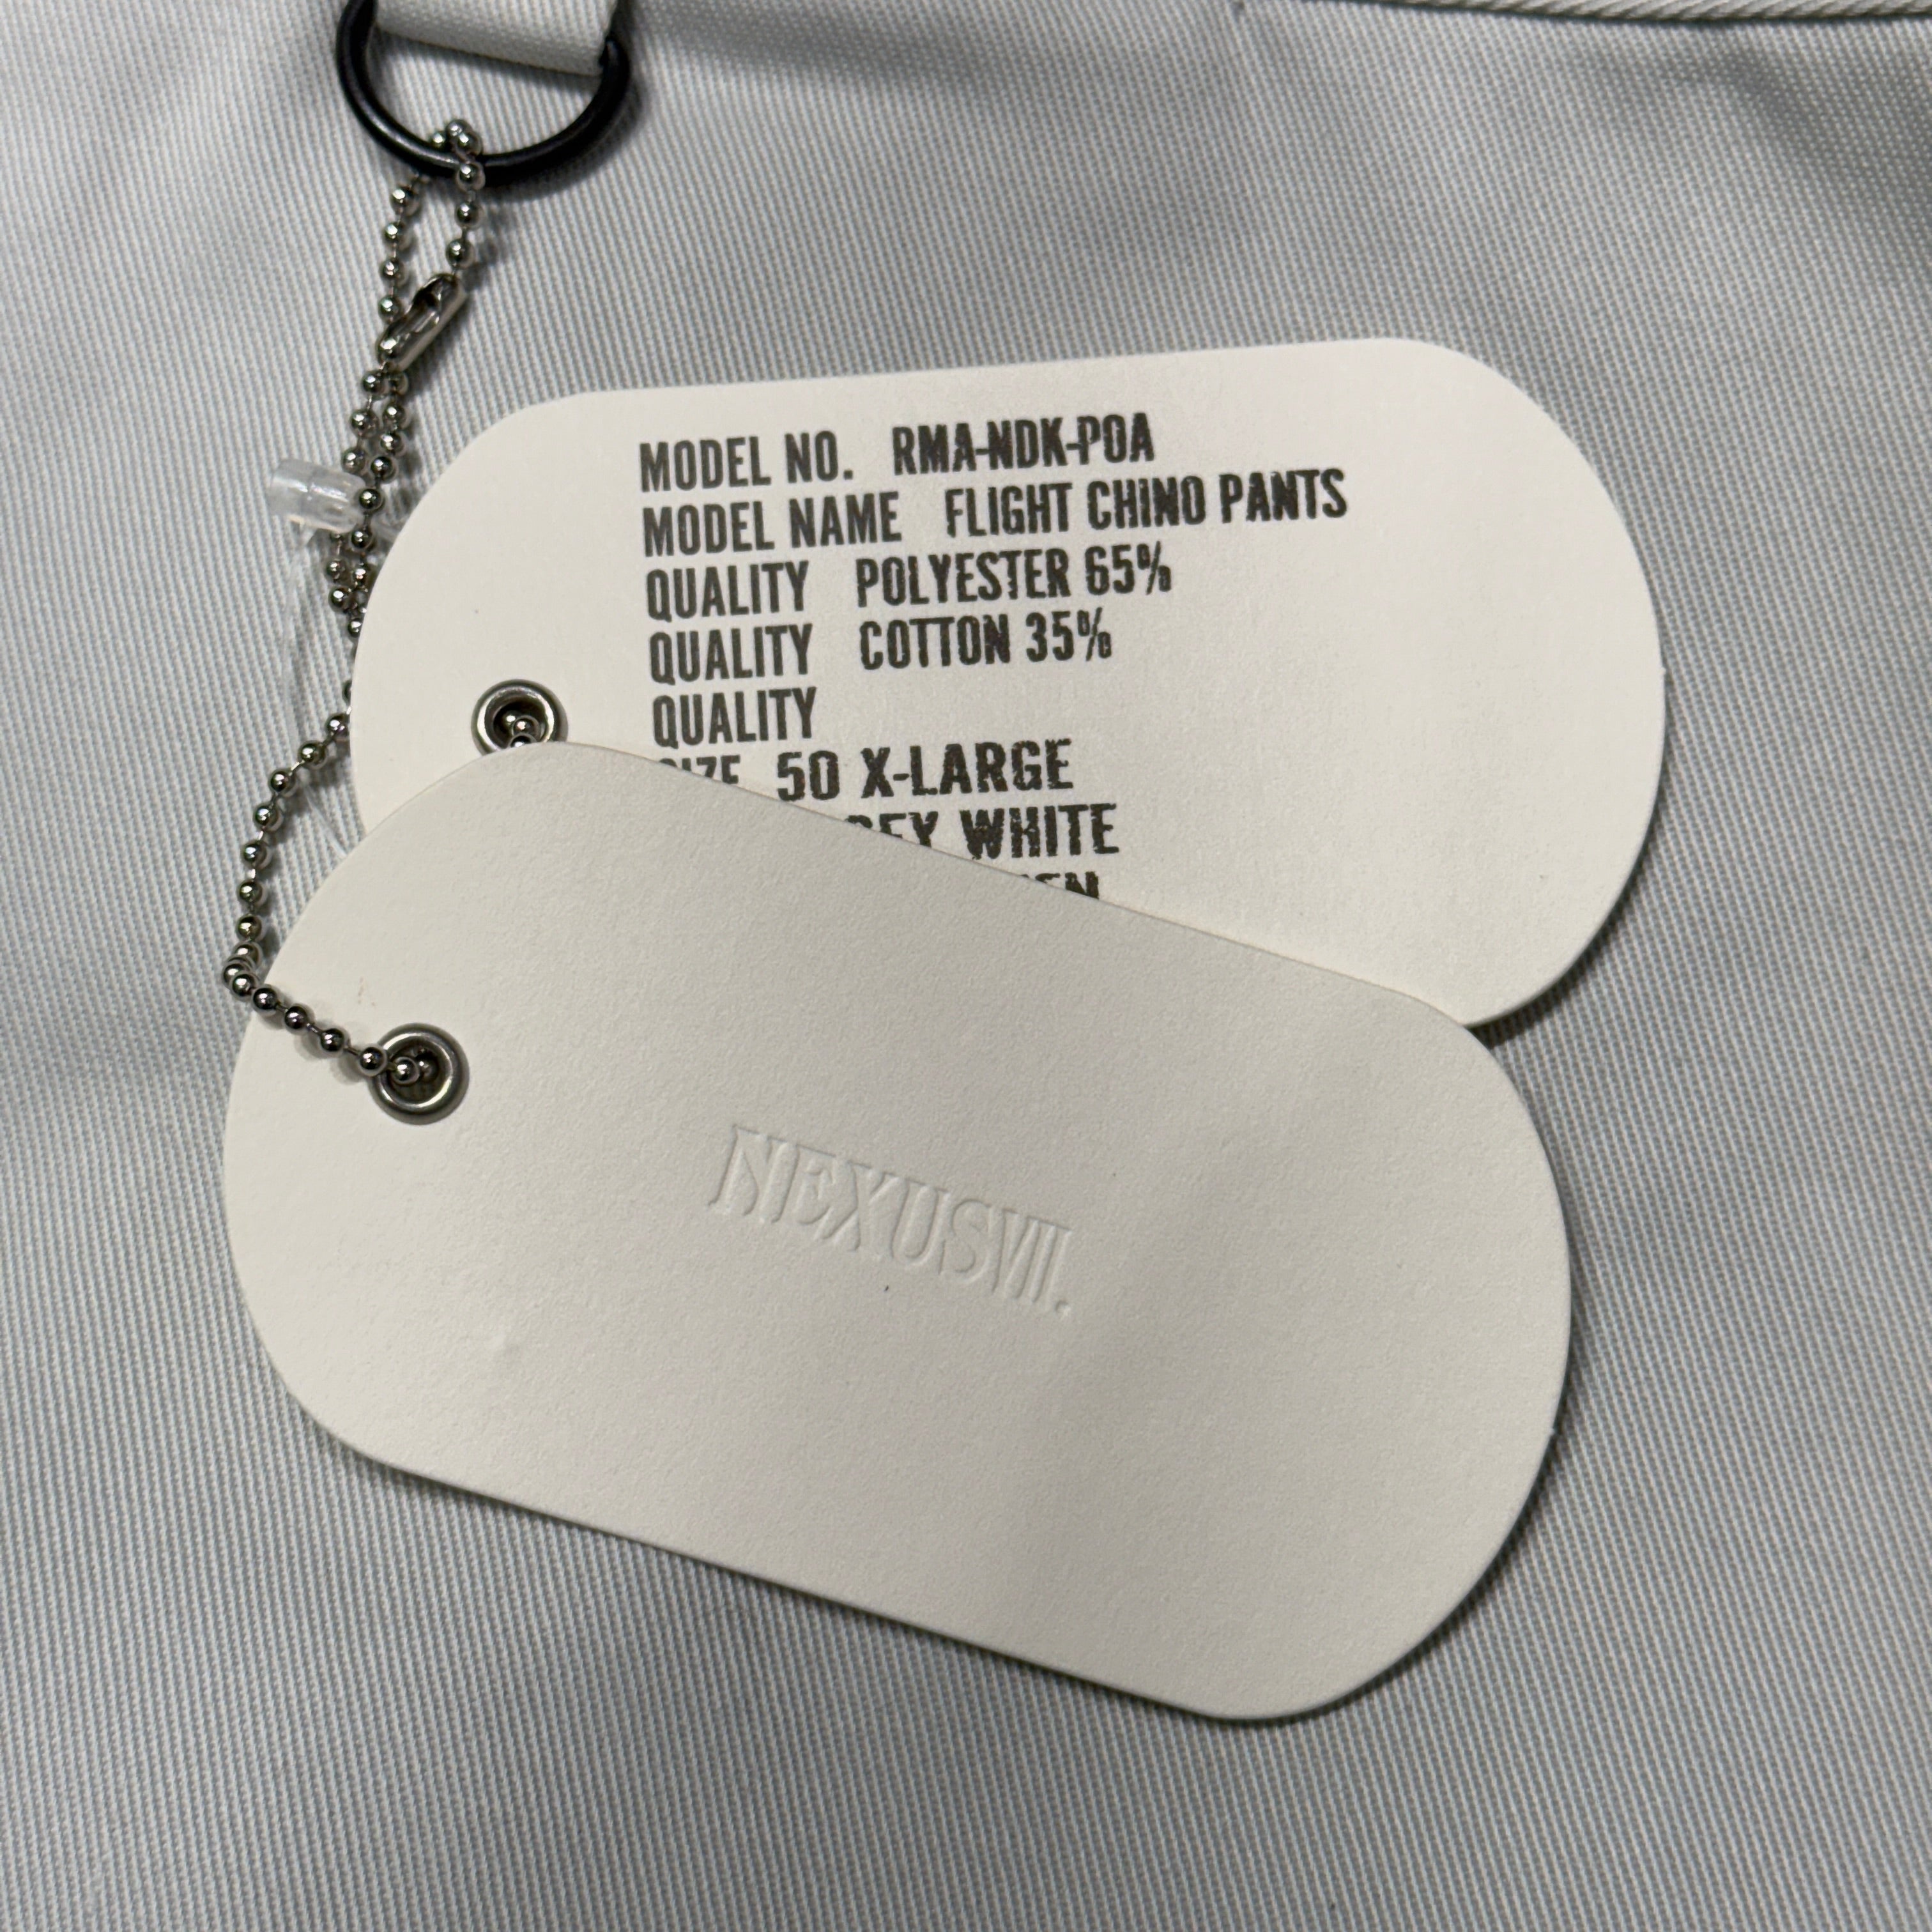 MODEL NO. RMA-NDK-POA
MODEL NAME FLIGHT CHINO PANTS
QUALITY POLYESTER 65%
QUALITY COTTON 35%
QUALITY
SIZE 50 X-LARGE
WHITE
NEXUSVII.